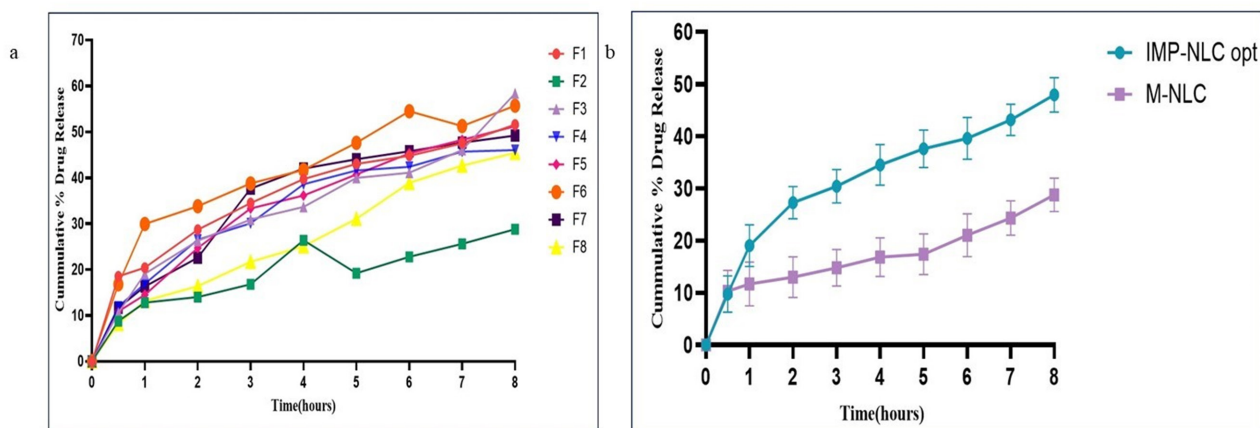 a
Cummulative % Drug Release
70
60
50
40
30
20
10
0
0 1 2 3 4 5 6 7 8
Time(hours)
F1
F2
F3
F4
F5
F6
F7
F8
b
Cummulative % Drug Release
60
50
40
30
20
10
0
0 1 2 3 4 5 6 7 8
Time(hours)
IMP-NLC opt
M-NLC